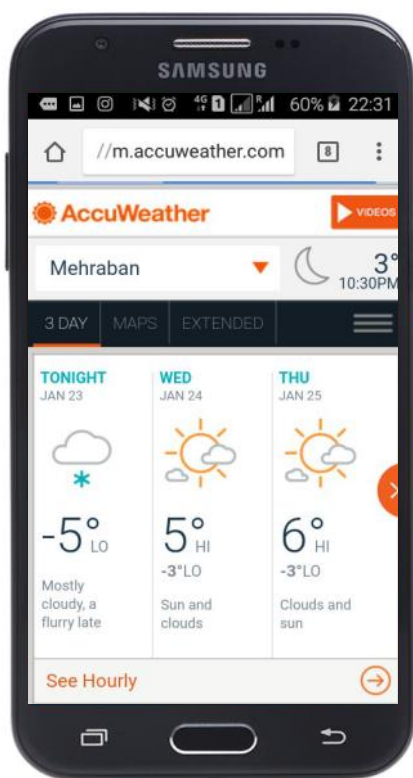 SAMSUNG
4G 1 R 60% 22:31
//m.accuweather.com 8
AccuWeather VIDEOS
Mehraban 3°
10:30PM
3 DAY MAPS EXTENDED
TONIGHT WED THU
JAN 23 JAN 24 JAN 25
-5° LO 5° HI 6° HI
-3°LO -3°LO
Mostly
cloudy, a Sun and Clouds and
flurry late clouds sun
See Hourly